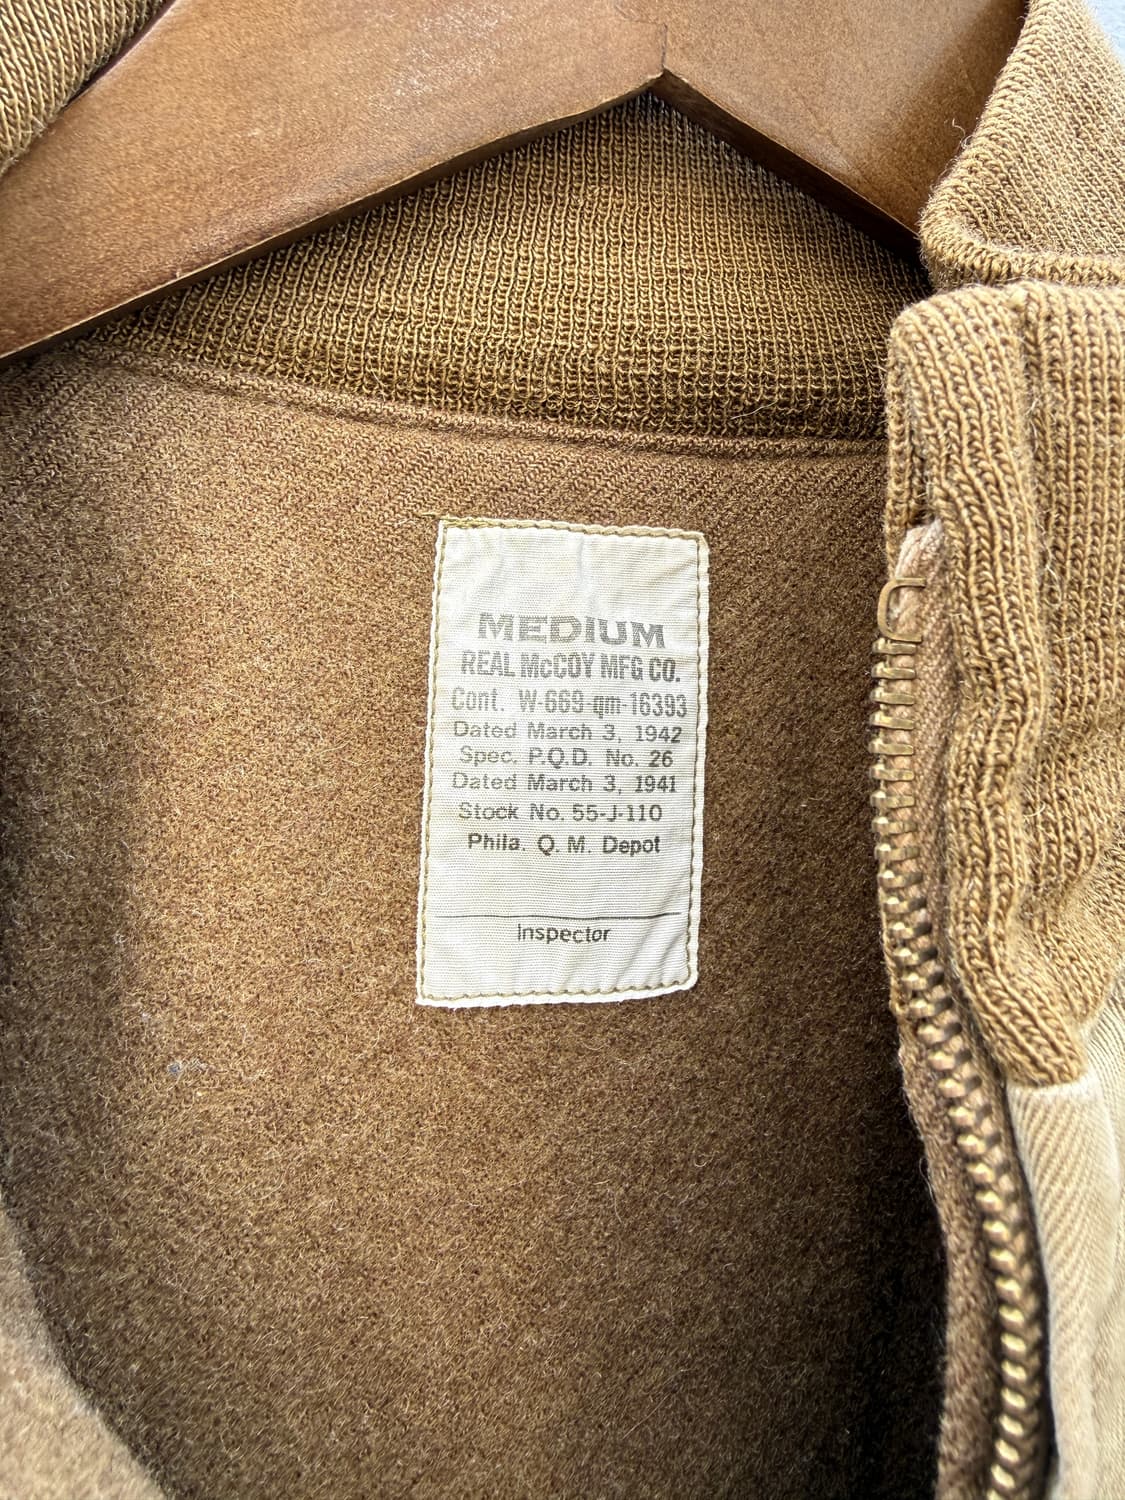 MEDIUM
REAL McCOY MFG CO.
Cont. W-669-qm-16393
Dated March 3, 1942
Spec. P.Q.D. No. 26
Dated March 3, 1941
Stock No. 55-J-110
Phila. Q. M. Depot
Inspector